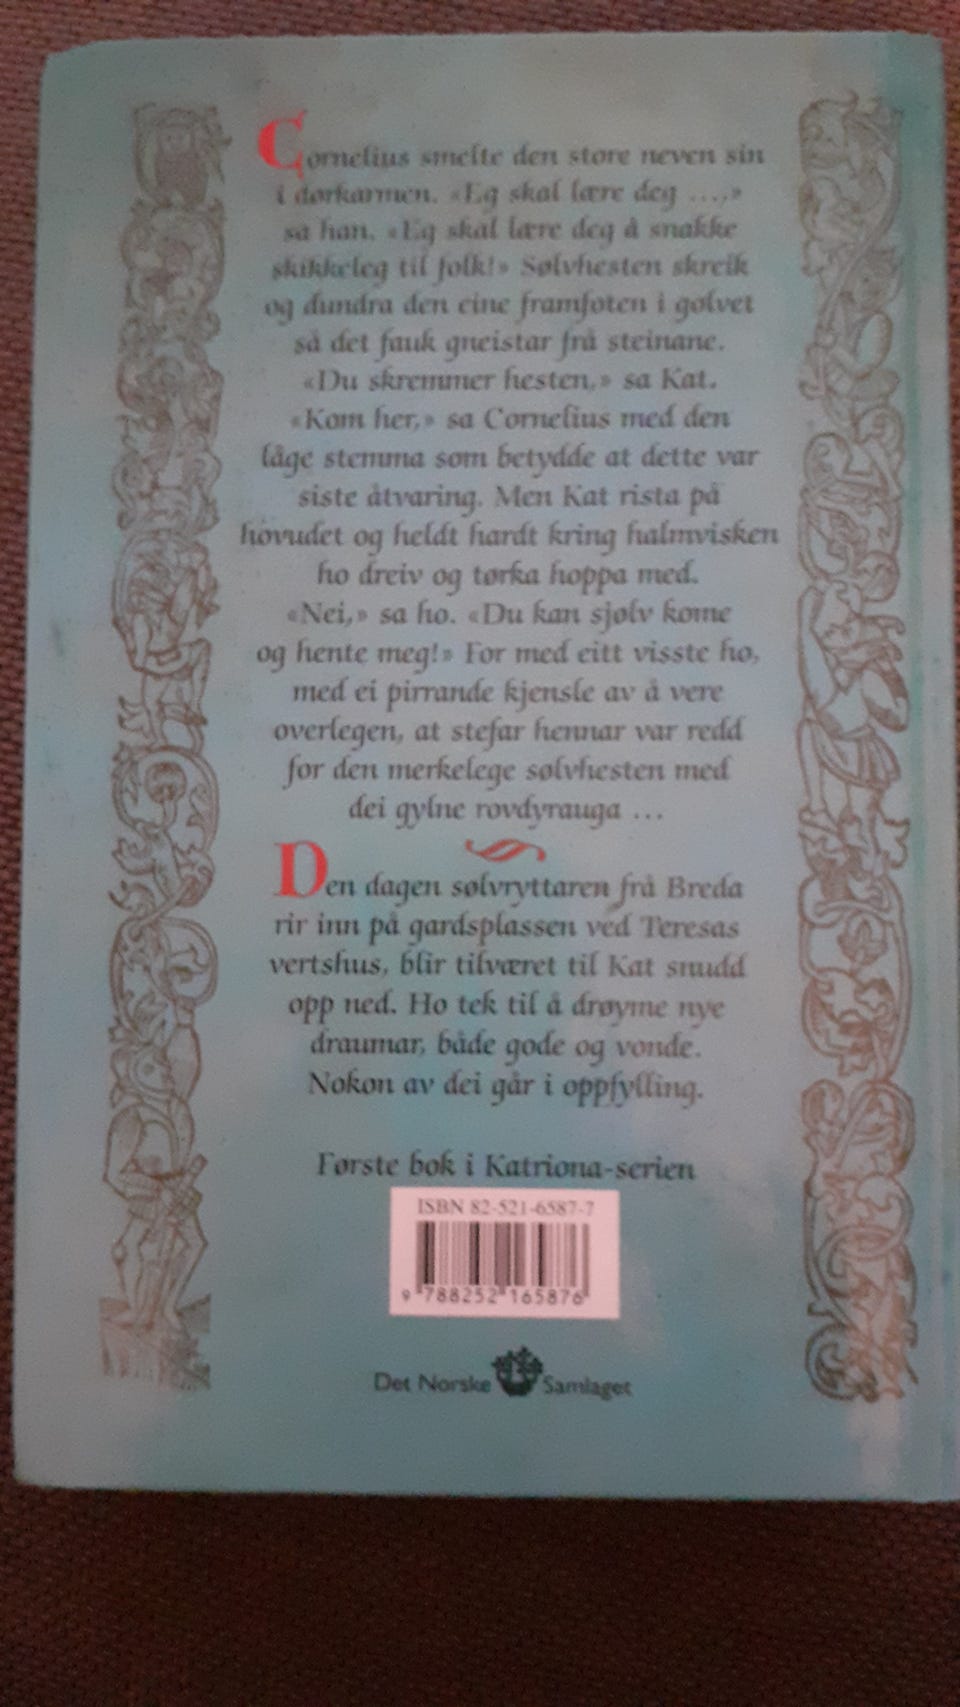 Cornelius smelte den store neven sin
i dørkarmen. «Eg skal lære deg ....,»
sa han. «Eg skal lære deg å snakke
skikkeleg til folk!» Sølvhesten skreik
og dundra den eine framfoten i golvet
så det fauk gneistar frå steinane.
«Du skremmer hesten,» sa Kat.
«Kom her,» sa Cornelius med den
låge stemma som betydde at dette var
siste åtvaring. Men Kat rista på
hovudet og heldt hardt kring halmvisken
ho dreiv og tørka hoppa med.
«Nei,» sa ho. «Du kan sjølv kome
og hente meg!» For med eitt visste ho,
med ei pirrande kjensle av å vere
overlegen, at stefar hennar var redd
for den merkelege sølvhesten med
dei gylne rovdyrauga ...
Den dagen sølvryttaren frå Breda
rir inn på gardsplassen ved Teresas
vertshus, blir tilværet til Kat snudd
opp ned. Ho tek til å drøyme nye
draumar, både gode og vonde.
Nokon av dei går i oppfylling.
Første bok i Katriona-serien
ISBN 82-521-6587-7
9 788252 165876
Det Norske Samlaget